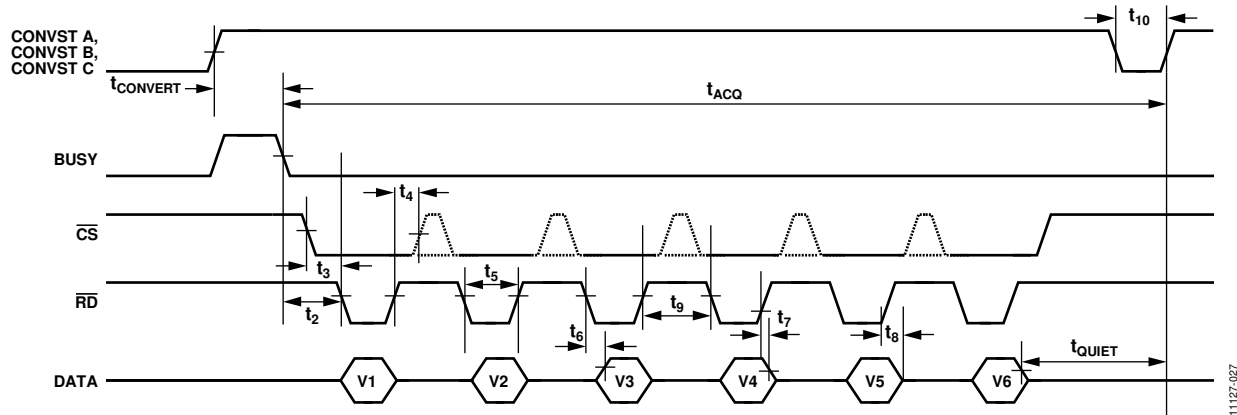 CONVST A,
CONVST B,
CONVST C
t10
tCONVERT
tACQ
BUSY
t4
CS
t3
t5
RD
t2
t9
t7
t6
t8
tQUIET
DATA
V1
V2
V3
V4
V5
V6
11127-027